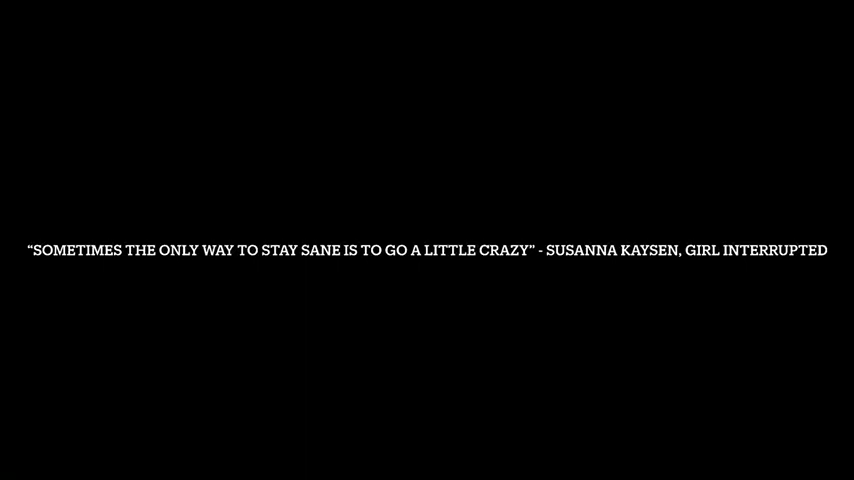 “SOMETIMES THE ONLY WAY TO STAY SANE IS TO GO A LITTLE CRAZY” - SUSANNA KAYSEN, GIRL INTERRUPTED